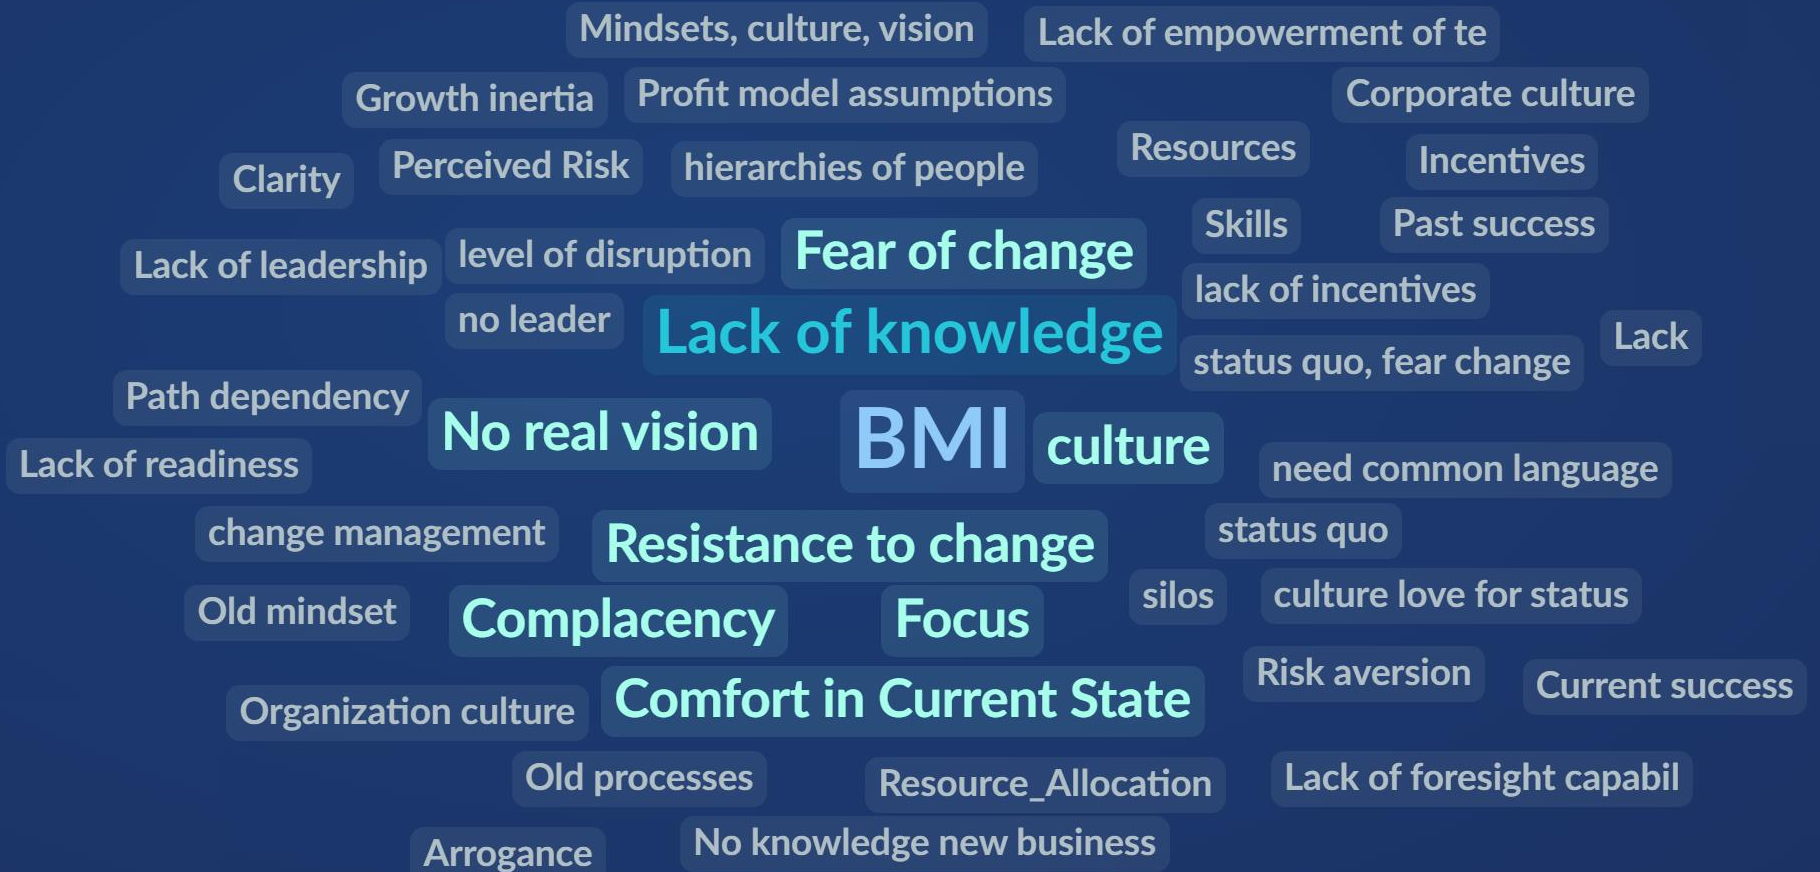 Mindsets, culture, vision
Lack of empowerment of te
Growth inertia
Profit model assumptions
Corporate culture
Clarity
Perceived Risk
hierarchies of people
Resources
Incentives
Skills
Past success
Lack of leadership
level of disruption
Fear of change
lack of incentives
no leader
Lack of knowledge
status quo, fear change
Lack
Path dependency
No real vision
BMI
culture
Lack of readiness
need common language
change management
Resistance to change
status quo
Old mindset
Complacency
Focus
silos
culture love for status
Organization culture
Comfort in Current State
Risk aversion
Current success
Old processes
Resource_Allocation
Lack of foresight capabil
Arrogance
No knowledge new business